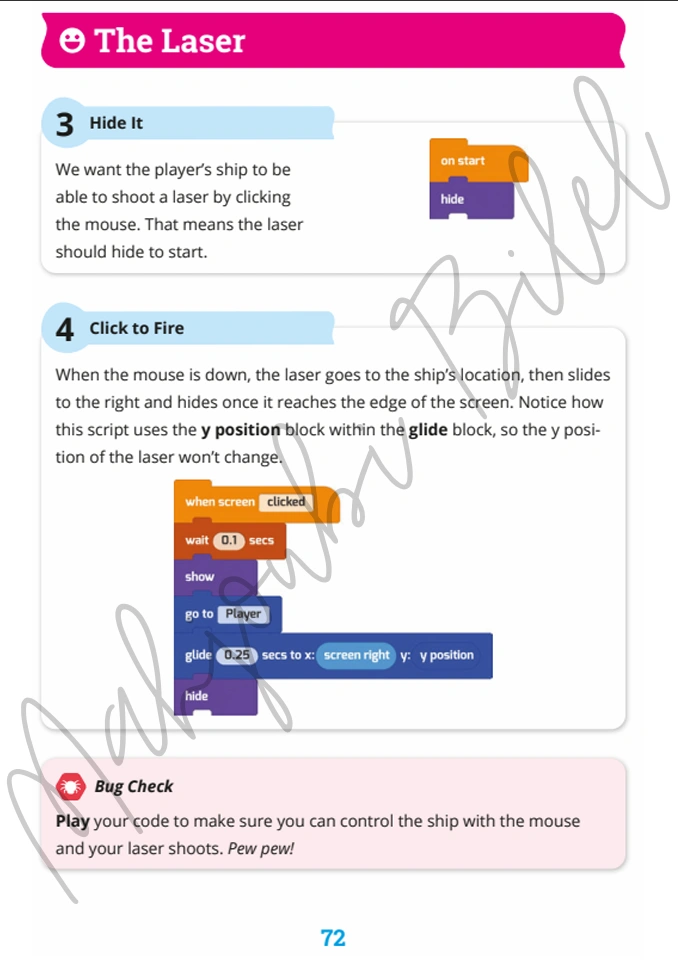 The Laser
3 Hide It
We want the player's ship to be
able to shoot a laser by clicking
the mouse. That means the laser
should hide to start.
on start
hide
4 Click to Fire
When the mouse is down, the laser goes to the ship's location, then slides
to the right and hides once it reaches the edge of the screen. Notice how
this script uses the y position block within the glide block, so the y posi-
tion of the laser won't change.
when screen clicked
wait 0.1 secs
show
go to Player
glide 0.25 secs to x: screen right y: y position
hide
Bug Check
Play your code to make sure you can control the ship with the mouse
and your laser shoots. Pew pew!
72